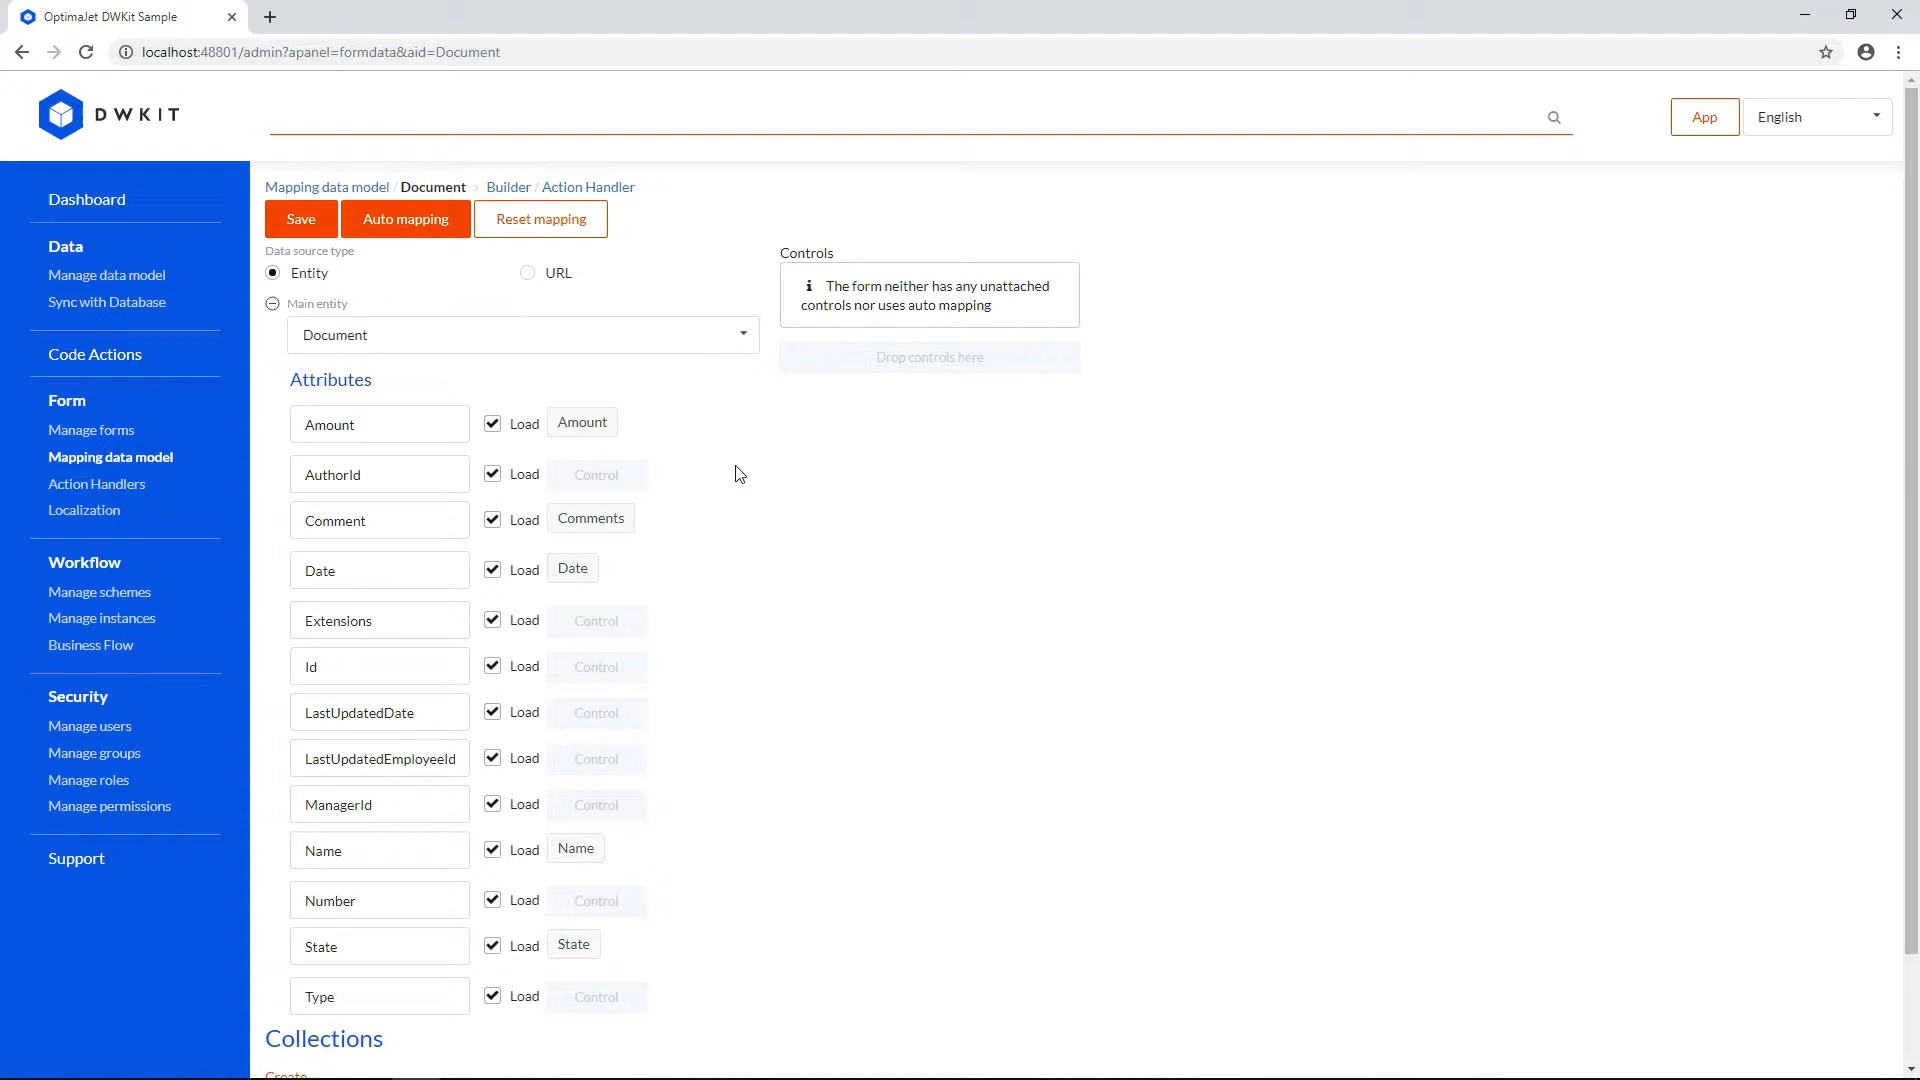 OptimaJet DWKit Sample
localhost:48801/admin?apanel=formdata&aid=Document
DWKIT
App
English
Dashboard
Data
Manage data model
Sync with Database
Code Actions
Form
Manage forms
Mapping data model
Action Handlers
Localization
Workflow
Manage schemes
Manage instances
Business Flow
Security
Manage users
Manage groups
Manage roles
Manage permissions
Support
Mapping data model / Document › Builder / Action Handler
Save
Auto mapping
Reset mapping
Data source type
Entity
URL
Main entity
Document
Attributes
Amount Load Amount
AuthorId Load Control
Comment Load Comments
Date Load Date
Extensions Load Control
Id Load Control
LastUpdatedDate Load Control
LastUpdatedEmployeeId Load Control
ManagerId Load Control
Name Load Name
Number Load Control
State Load State
Type Load Control
Collections
Create
Controls
The form neither has any unattached
controls nor uses auto mapping
Drop controls here